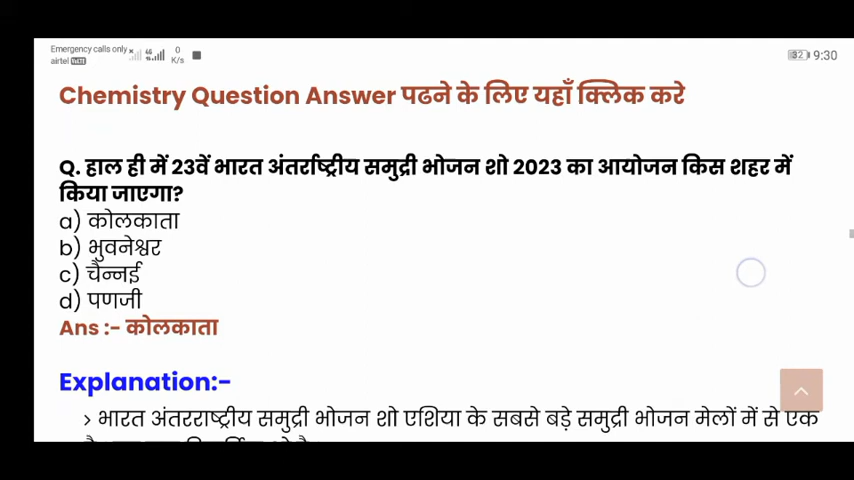 Emergency calls only
airtel VoLTE
4G
0
K/s
32
9:30
Chemistry Question Answer पढने के लिए यहाँ क्लिक करे
Q. हाल ही में 23वें भारत अंतर्राष्ट्रीय समुद्री भोजन शो 2023 का आयोजन किस शहर में
किया जाएगा?
a) कोलकाता
b) भुवनेश्वर
c) चैन्नई
d) पणजी
Ans :- कोलकाता
Explanation:-
> भारत अंतरराष्ट्रीय समुद्री भोजन शो एशिया के सबसे बड़े समुद्री भोजन मेलों में से एक